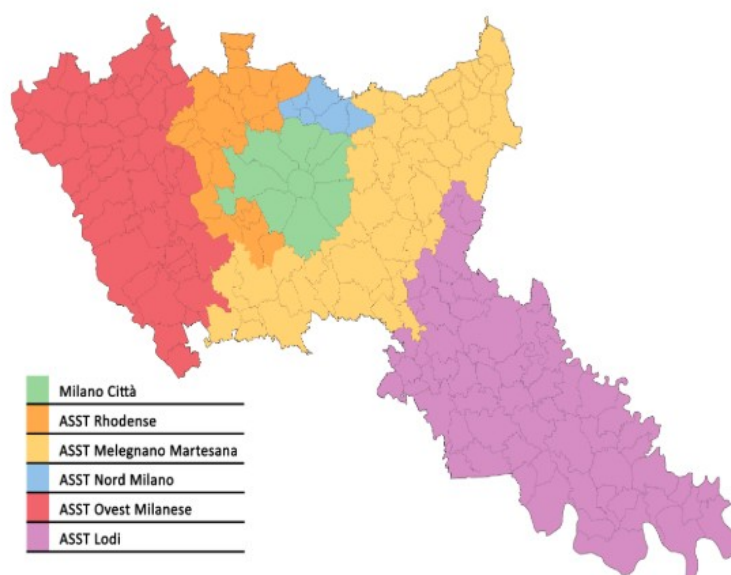 Milano Città
ASST Rhodense
ASST Melegnano Martesana
ASST Nord Milano
ASST Ovest Milanese
ASST Lodi